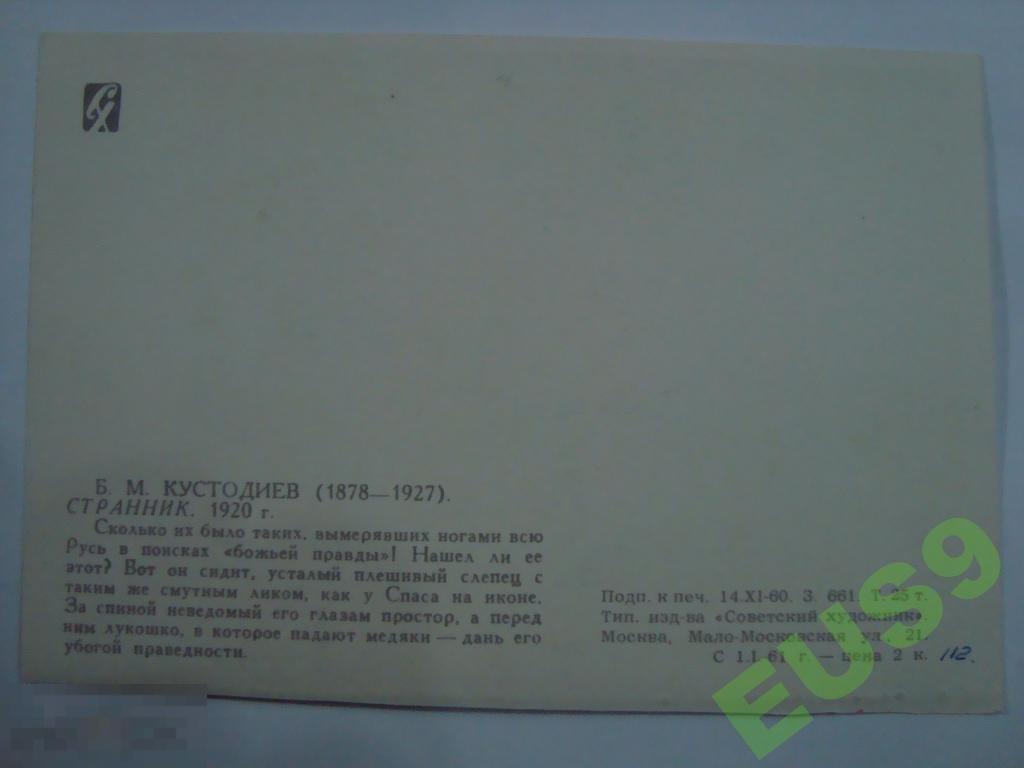 СХ
Б. М. КУСТОДИЕВ (1878—1927).
СТРАННИК. 1920 г.
Сколько их было таких, вымерявших ногами всю
Русь в поисках «божьей правды»! Нашел ли ее
этот? Вот он сидит, усталый плешивый слепец с
таким же смутным ликом, как у Спаса на иконе.
За спиной неведомый его глазам простор, а перед
ним лукошко, в которое падают медяки — дань его
убогой праведности.
Подп. к печ. 14.XI-60. З. 661. Т. 25 т.
Тип. изд-ва «Советский художник».
Москва, Мало-Московская ул., 21.
С 1.I. 61 г. — цена 2 к. 112.
EUS9